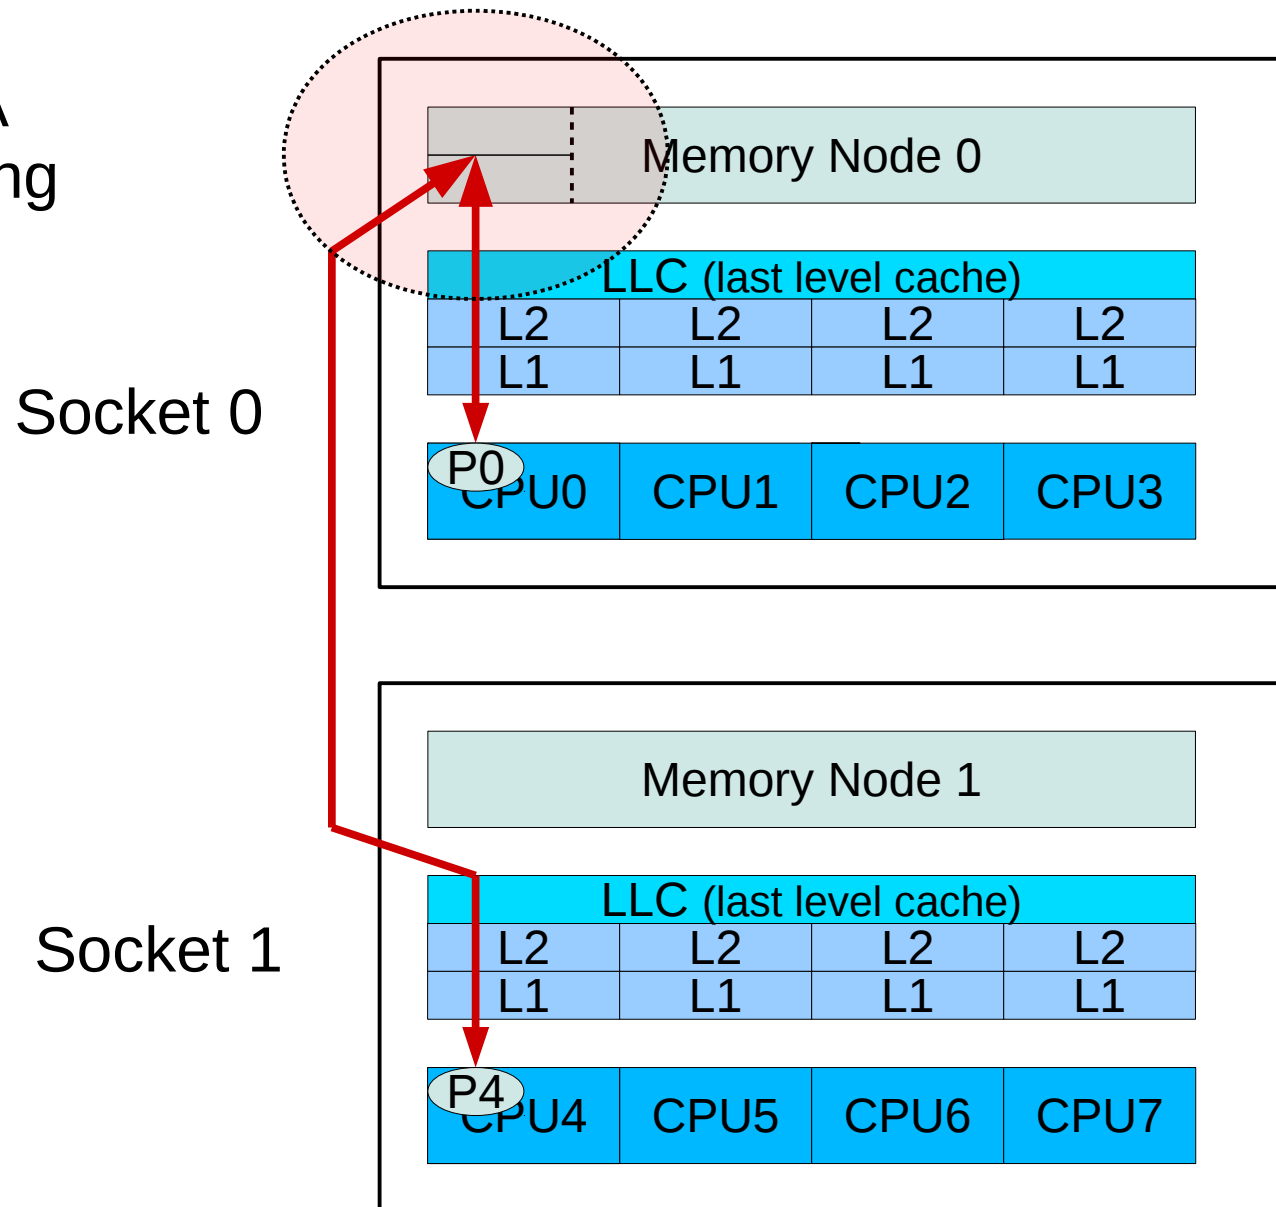 A
ng
Memory Node 0
LLC (last level cache)
L2 L2 L2 L2
L1 L1 L1 L1
Socket 0
P0
CPU0 CPU1 CPU2 CPU3
Memory Node 1
LLC (last level cache)
L2 L2 L2 L2
Socket 1
L1 L1 L1 L1
P4
CPU4 CPU5 CPU6 CPU7